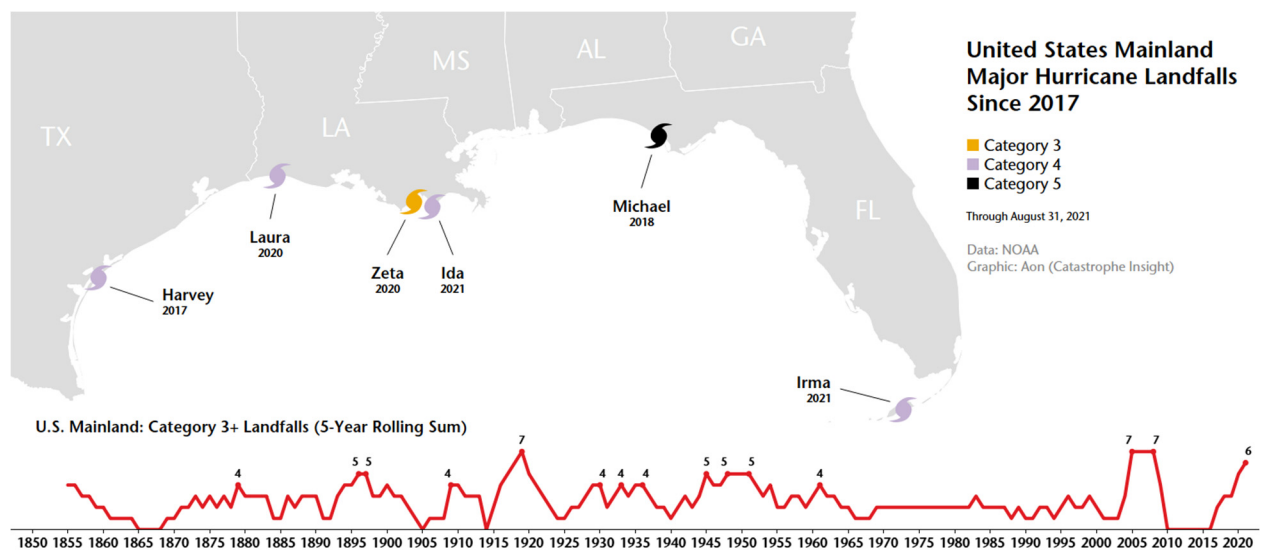 United States Mainland
Major Hurricane Landfalls
Since 2017
Category 3
Category 4
Category 5
Through August 31, 2021
Data: NOAA
Graphic: Aon (Catastrophe Insight)
TX
LA
MS
AL
GA
FL
Harvey
2017
Laura
2020
Zeta
2020
Ida
2021
Michael
2018
Irma
2021
U.S. Mainland: Category 3+ Landfalls (5-Year Rolling Sum)
4 5 5 4 7 4 4 4 5 5 5 4 7 7 6
1850 1855 1860 1865 1870 1875 1880 1885 1890 1895 1900 1905 1910 1915 1920 1925 1930 1935 1940 1945 1950 1955 1960 1965 1970 1975 1980 1985 1990 1995 2000 2005 2010 2015 2020